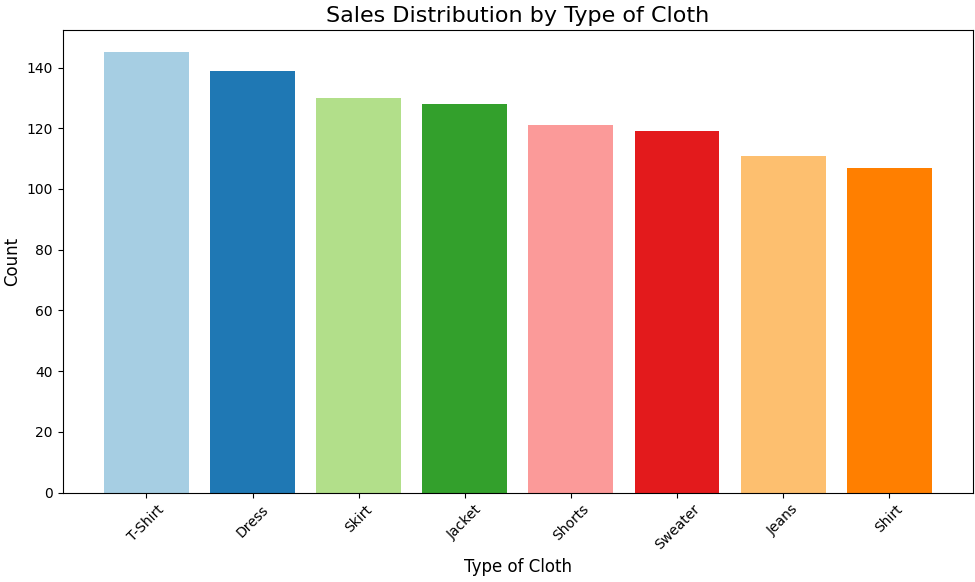 Sales Distribution by Type of Cloth
Count
140
120
100
80
60
40
20
0
T-Shirt
Dress
Skirt
Jacket
Shorts
Sweater
Jeans
Shirt
Type of Cloth